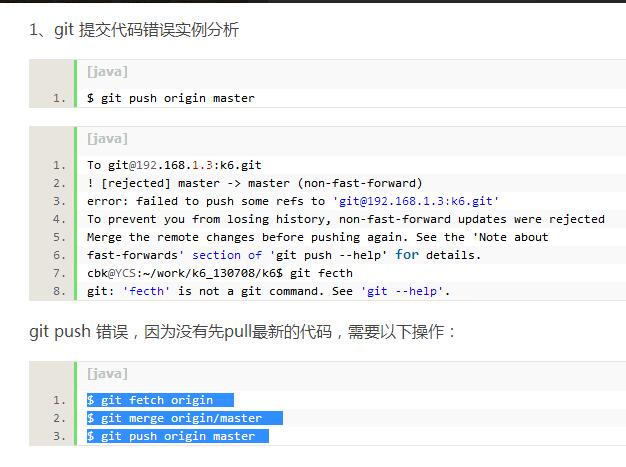 1、git 提交代码错误实例分析
[java]
1. $ git push origin master
[java]
1. To git@192.168.1.3:k6.git
2. ! [rejected] master -> master (non-fast-forward)
3. error: failed to push some refs to 'git@192.168.1.3:k6.git'
4. To prevent you from losing history, non-fast-forward updates were rejected
5. Merge the remote changes before pushing again. See the 'Note about
6. fast-forwards' section of 'git push --help' for details.
7. cbk@YCS:~/work/k6_130708/k6$ git fecth
8. git: 'fecth' is not a git command. See 'git --help'.
git push 错误，因为没有先pull最新的代码，需要以下操作：
[java]
1. $ git fetch origin
2. $ git merge origin/master
3. $ git push origin master